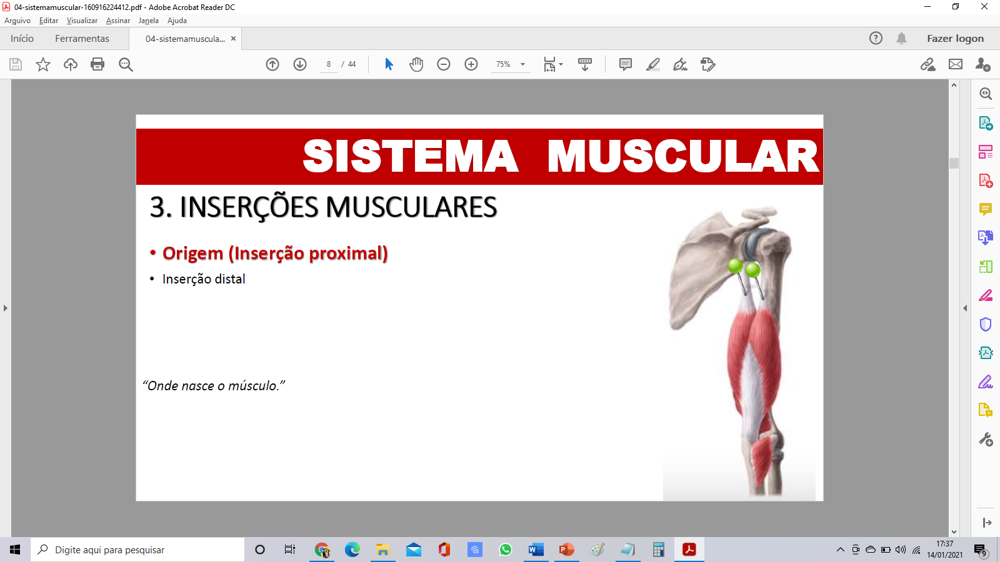 04-sistemamuscular-160916224412.pdf - Adobe Acrobat Reader DC
Arquivo Editar Visualizar Assinar Janela Ajuda
Início Ferramentas 04-sistemamuscula... Fazer logon
8 / 44 75%
SISTEMA MUSCULAR
3. INSERÇÕES MUSCULARES
• Origem (Inserção proximal)
• Inserção distal
“Onde nasce o músculo.”
Digite aqui para pesquisar
17:37
14/01/2021
9